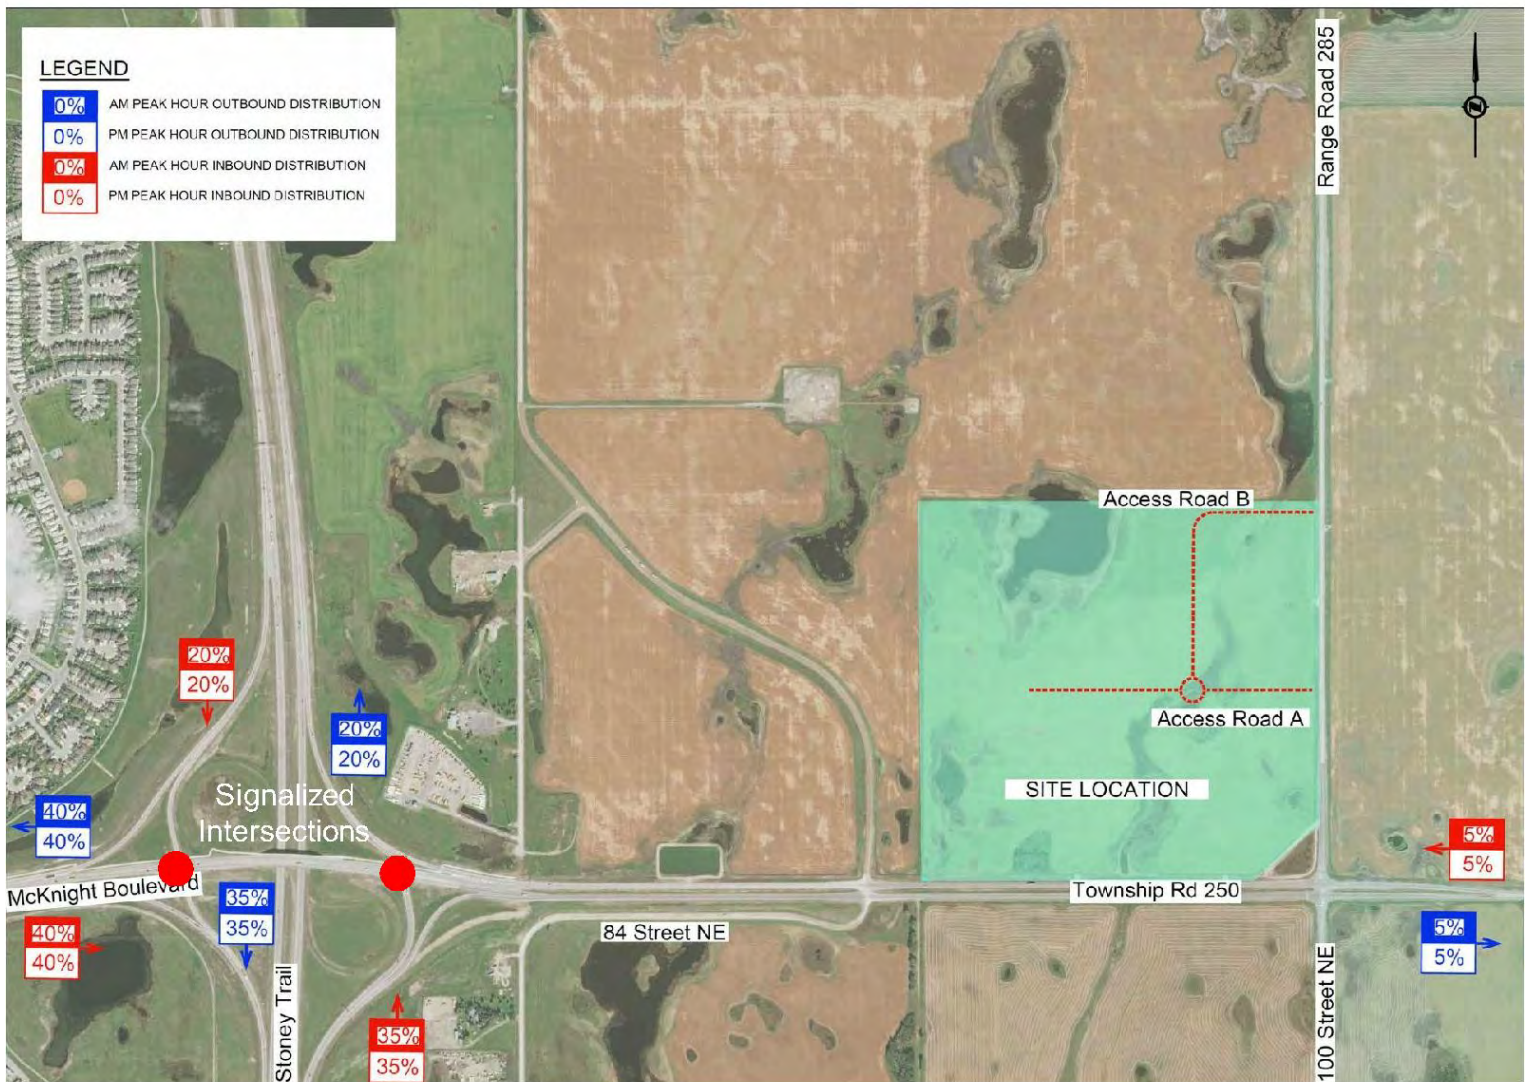 LEGEND
0% AM PEAK HOUR OUTBOUND DISTRIBUTION
0% PM PEAK HOUR OUTBOUND DISTRIBUTION
0% AM PEAK HOUR INBOUND DISTRIBUTION
0% PM PEAK HOUR INBOUND DISTRIBUTION
Range Road 285
Access Road B
Access Road A
SITE LOCATION
20%
20%
20%
20%
Signalized
Intersections
40%
40%
5%
5%
McKnight Boulevard
Township Rd 250
35%
35%
84 Street NE
40%
40%
5%
5%
Stoney Trail
100 Street NE
35%
35%